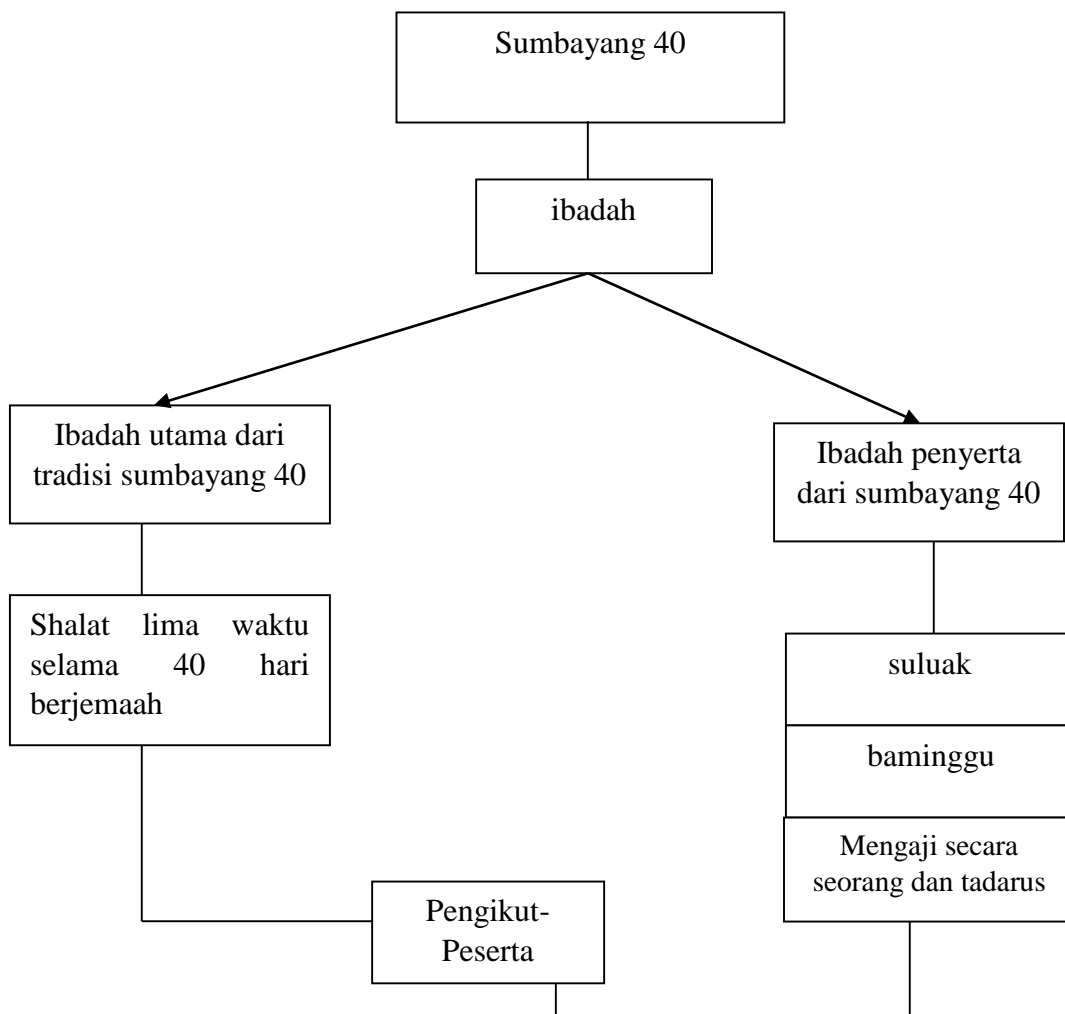 Sumbayang 40
ibadah
Ibadah utama dari
tradisi sumbayang 40
Ibadah penyerta
dari sumbayang 40
Shalat lima waktu
selama 40 hari
berjemaah
suluak
baminggu
Mengaji secara
seorang dan tadarus
Pengikut-
Peserta